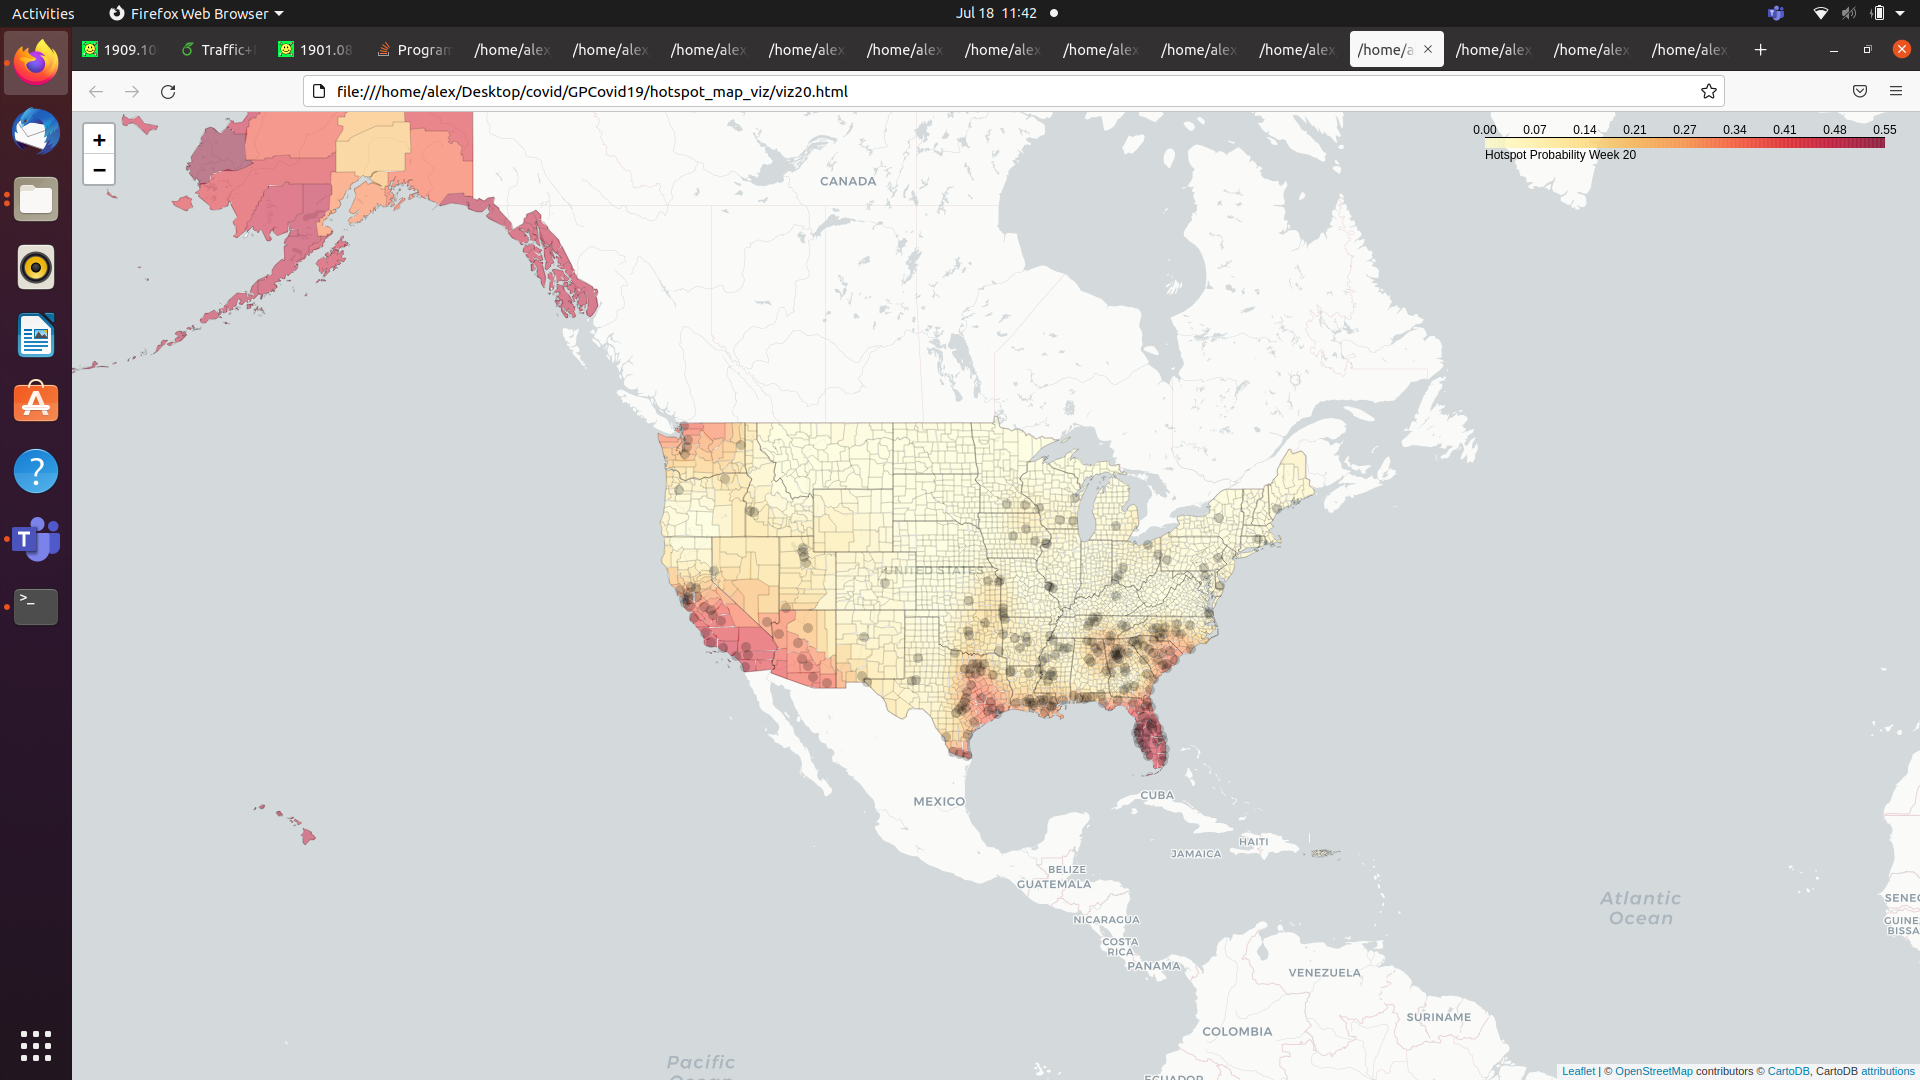 Activities
Firefox Web Browser
Jul 18 11:42
1909.10
Traffic+
1901.08
Program
/home/alex
/home/alex
/home/alex
/home/alex
/home/alex
/home/alex
/home/alex
/home/alex
/home/alex
/home/a
/home/alex
/home/alex
/home/alex
file:///home/alex/Desktop/covid/GPCovid19/hotspot_map_viz/viz20.html
+
−
0.00 0.07 0.14 0.21 0.27 0.34 0.41 0.48 0.55
Hotspot Probability Week 20
CANADA
UNITED STATES
MEXICO
CUBA
HAITI
JAMAICA
BELIZE
GUATEMALA
NICARAGUA
COSTA
RICA
PANAMA
VENEZUELA
SURINAME
COLOMBIA
ECUADOR
Atlantic
Ocean
SENEG
GUINE
BISSA
Pacific
Ocean
Leaflet | © OpenStreetMap contributors © CartoDB, CartoDB attributions